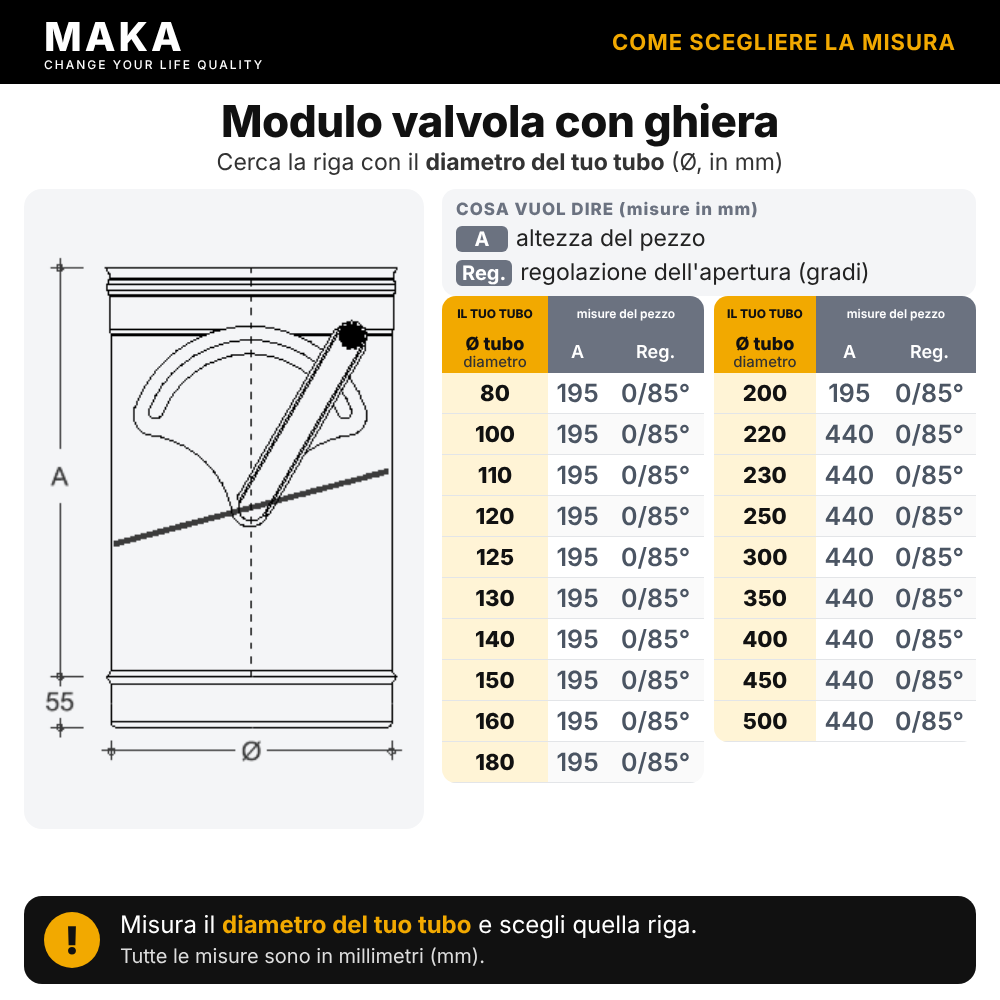 MAKA
CHANGE YOUR LIFE QUALITY
COME SCEGLIERE LA MISURA
Modulo valvola con ghiera
Cerca la riga con il diametro del tuo tubo (Ø, in mm)
A
55
Ø
COSA VUOL DIRE (misure in mm)
A altezza del pezzo
Reg. regolazione dell'apertura (gradi)
IL TUO TUBO misure del pezzo
Ø tubo A Reg.
diametro
80 195 0/85°
100 195 0/85°
110 195 0/85°
120 195 0/85°
125 195 0/85°
130 195 0/85°
140 195 0/85°
150 195 0/85°
160 195 0/85°
180 195 0/85°
IL TUO TUBO misure del pezzo
Ø tubo A Reg.
diametro
200 195 0/85°
220 440 0/85°
230 440 0/85°
250 440 0/85°
300 440 0/85°
350 440 0/85°
400 440 0/85°
450 440 0/85°
500 440 0/85°
! Misura il diametro del tuo tubo e scegli quella riga.
Tutte le misure sono in millimetri (mm).